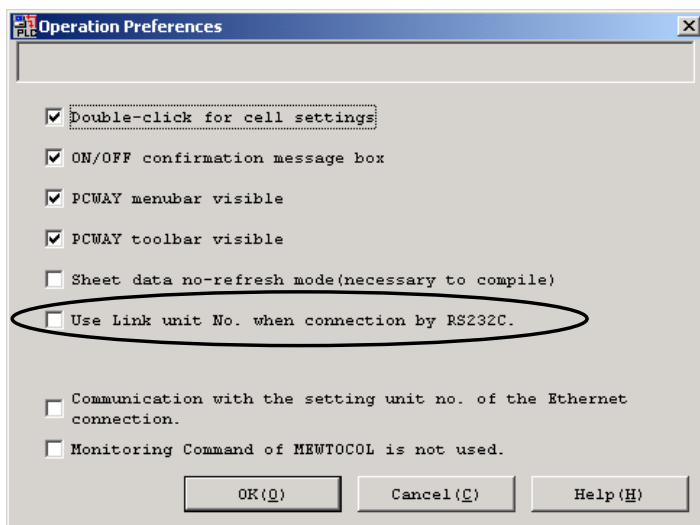 PLC Operation Preferences
Double-click for cell settings
ON/OFF confirmation message box
PCWAY menubar visible
PCWAY toolbar visible
Sheet data no-refresh mode(necessary to compile)
Use Link unit No. when connection by RS232C.
Communication with the setting unit no. of the Ethernet
connection.
Monitoring Command of MEWTOCOL is not used.
OK(O) Cancel(C) Help(H)